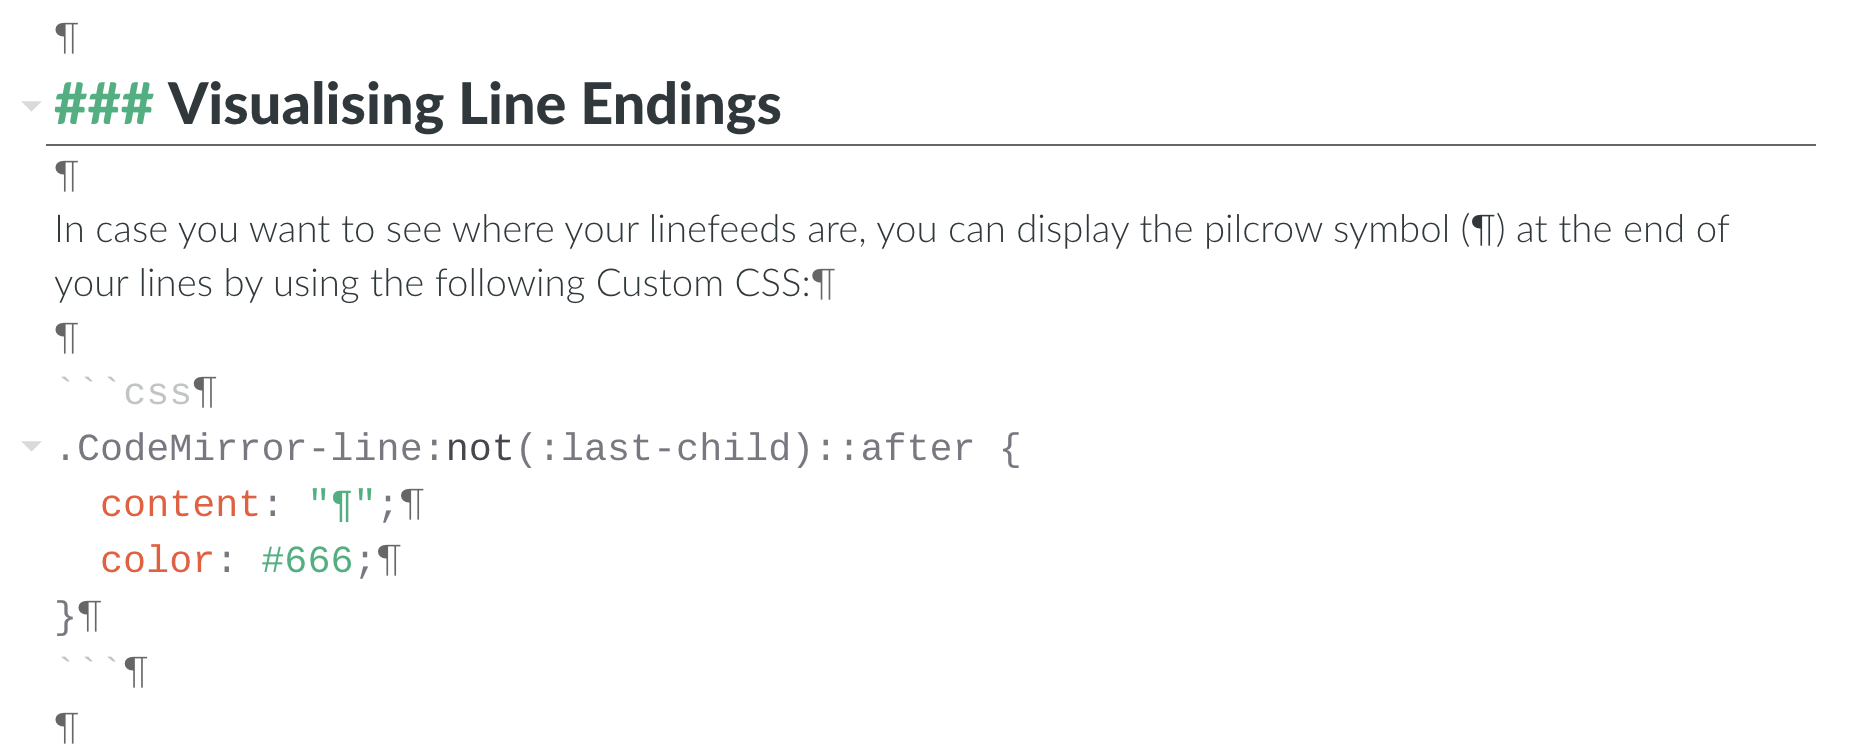 ¶
### Visualising Line Endings
¶
In case you want to see where your linefeeds are, you can display the pilcrow symbol (¶) at the end of
your lines by using the following Custom CSS:¶
¶
```css¶
.CodeMirror-line:not(:last-child)::after {
  content: "¶";¶
  color: #666;¶
}¶
```¶
¶